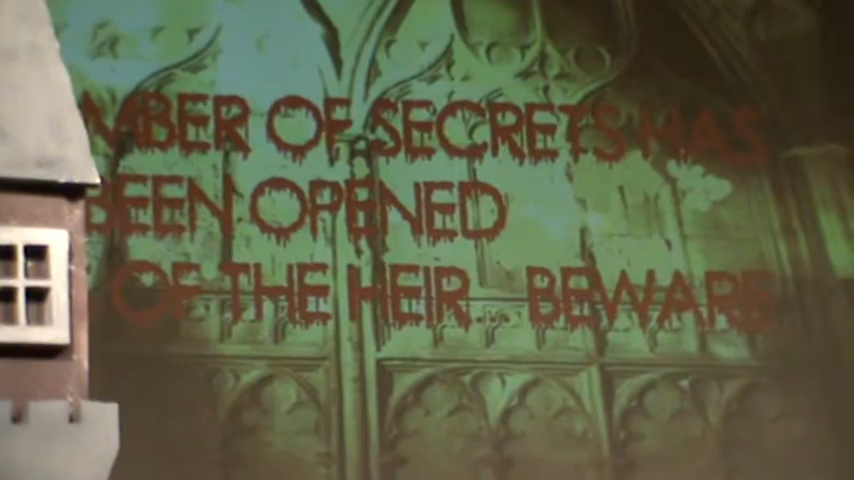 MBER OF SECRETS HAS
BEEN OPENED
OF THE HEIR... BEWARE